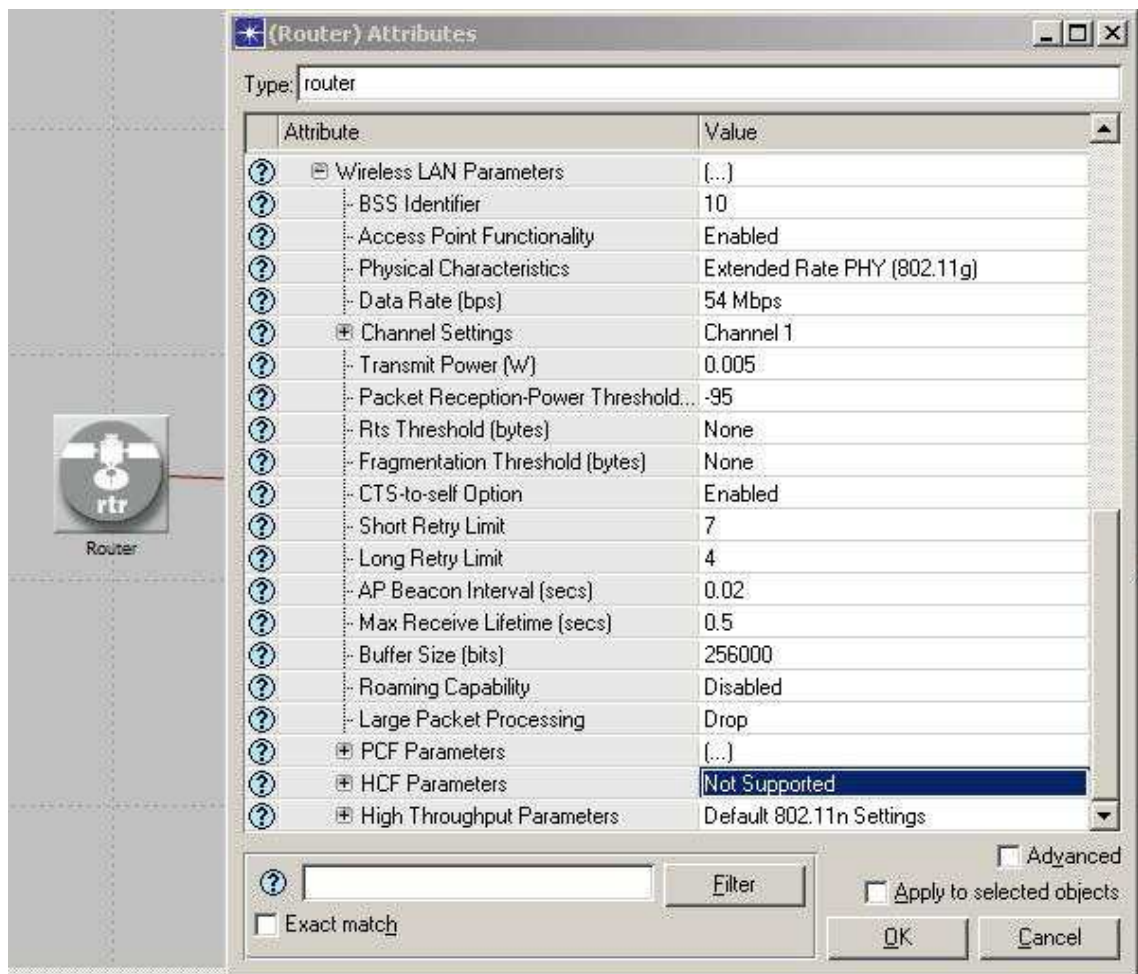 (Router) Attributes
Type: router
Attribute Value
Wireless LAN Parameters (...)
BSS Identifier 10
Access Point Functionality Enabled
Physical Characteristics Extended Rate PHY (802.11g)
Data Rate (bps) 54 Mbps
Channel Settings Channel 1
Transmit Power (W) 0.005
Packet Reception-Power Threshold... -95
Rts Threshold (bytes) None
Fragmentation Threshold (bytes) None
CTS-to-self Option Enabled
Short Retry Limit 7
Long Retry Limit 4
AP Beacon Interval (secs) 0.02
Max Receive Lifetime (secs) 0.5
Buffer Size (bits) 256000
Roaming Capability Disabled
Large Packet Processing Drop
PCF Parameters (...)
HCF Parameters Not Supported
High Throughput Parameters Default 802.11n Settings
rtr
Router
Advanced
Filter
Apply to selected objects
Exact match
OK Cancel